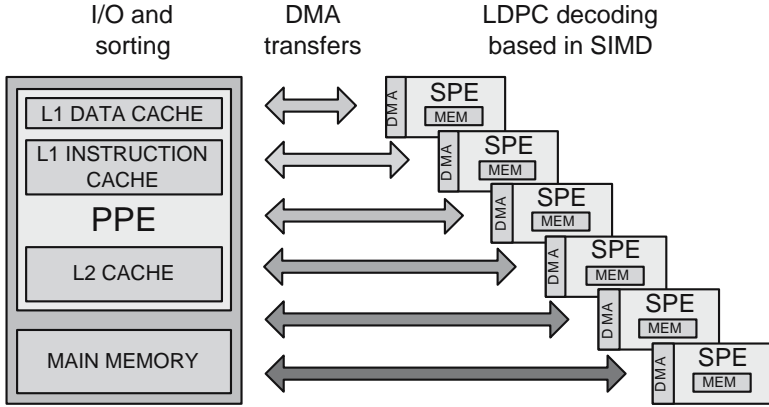 I/O and
sorting
DMA
transfers
LDPC decoding
based in SIMD
L1 DATA CACHE
L1 INSTRUCTION
CACHE
PPE
L2 CACHE
MAIN MEMORY
DMA
SPE
MEM
DMA
SPE
MEM
DMA
SPE
MEM
DMA
SPE
MEM
DMA
SPE
MEM
DMA
SPE
MEM